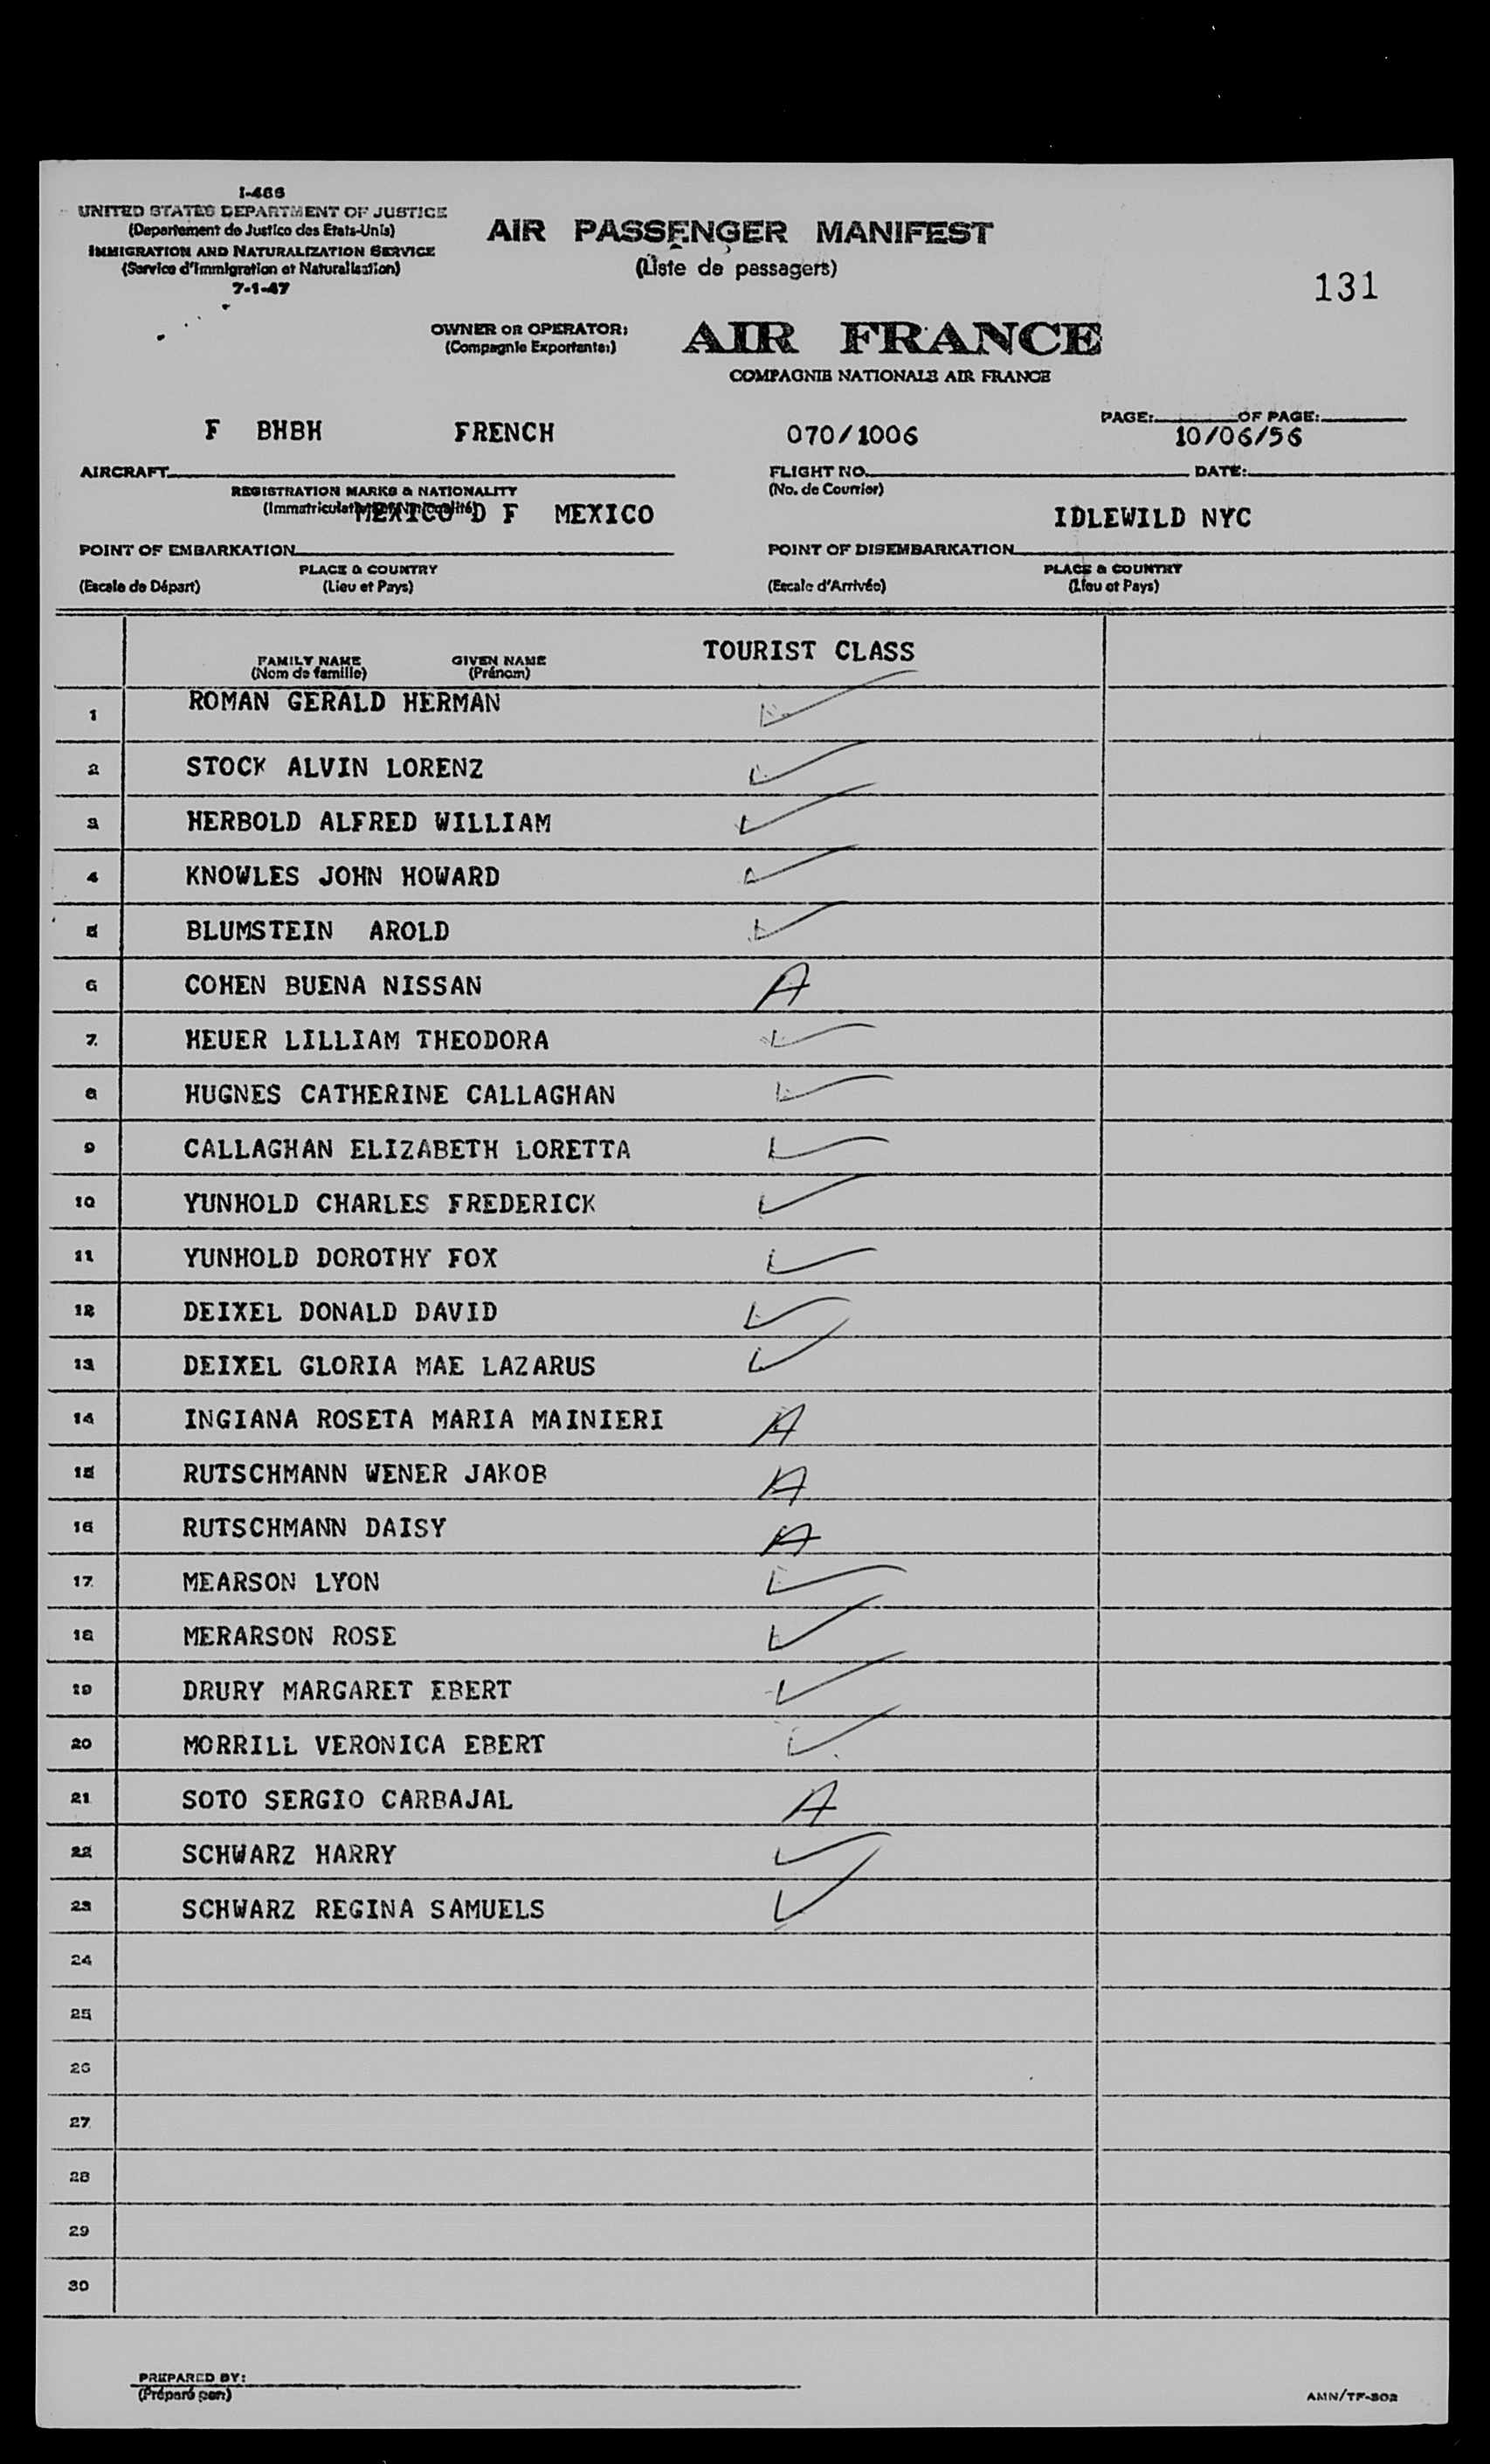 I-466
UNITED STATES DEPARTMENT OF JUSTICE
(Departement de Justice des Etats-Unis)
IMMIGRATION AND NATURALIZATION SERVICE
(Service d'Immigration et Naturalisation)
7-1-47
AIR PASSENGER MANIFEST
(Liste de passagers)
131
OWNER OR OPERATOR: AIR FRANCE
(Compagnie Exportante:)
COMPAGNIE NATIONALE AIR FRANCE
PAGE: OF PAGE:
F BHBH FRENCH 070/1006 10/06/56
AIRCRAFT FLIGHT NO. DATE:
REGISTRATION MARKS & NATIONALITY (No. de Courrier)
MEXICO D F MEXICO IDLEWILD NYC
POINT OF EMBARKATION POINT OF DISEMBARKATION
PLACE & COUNTRY PLACE & COUNTRY
(Escale de Départ) (Lieu et Pays) (Escale d'Arrivée) (Lieu et Pays)
TOURIST CLASS
FAMILY NAME GIVEN NAME
(Nom de famille) (Prénom)
1 ROMAN GERALD HERMAN
2 STOCK ALVIN LORENZ
3 HERBOLD ALFRED WILLIAM
4 KNOWLES JOHN HOWARD
5 BLUMSTEIN AROLD
6 COHEN BUENA NISSAN A
7 HEUER LILLIAM THEODORA
8 HUGNES CATHERINE CALLAGHAN
9 CALLAGHAN ELIZABETH LORETTA
10 YUNHOLD CHARLES FREDERICK
11 YUNHOLD DOROTHY FOX
12 DEIXEL DONALD DAVID
13 DEIXEL GLORIA MAE LAZARUS
14 INGIANA ROSETA MARIA MAINIERI A
15 RUTSCHMANN WENER JAKOB A
16 RUTSCHMANN DAISY A
17 MEARSON LYON
18 MERARSON ROSE
19 DRURY MARGARET EBERT
20 MORRILL VERONICA EBERT
21 SOTO SERGIO CARBAJAL A
22 SCHWARZ HARRY
23 SCHWARZ REGINA SAMUELS
24
25
26
27
28
29
30
PREPARED BY:
(Préparé par)
AMN/TF-302